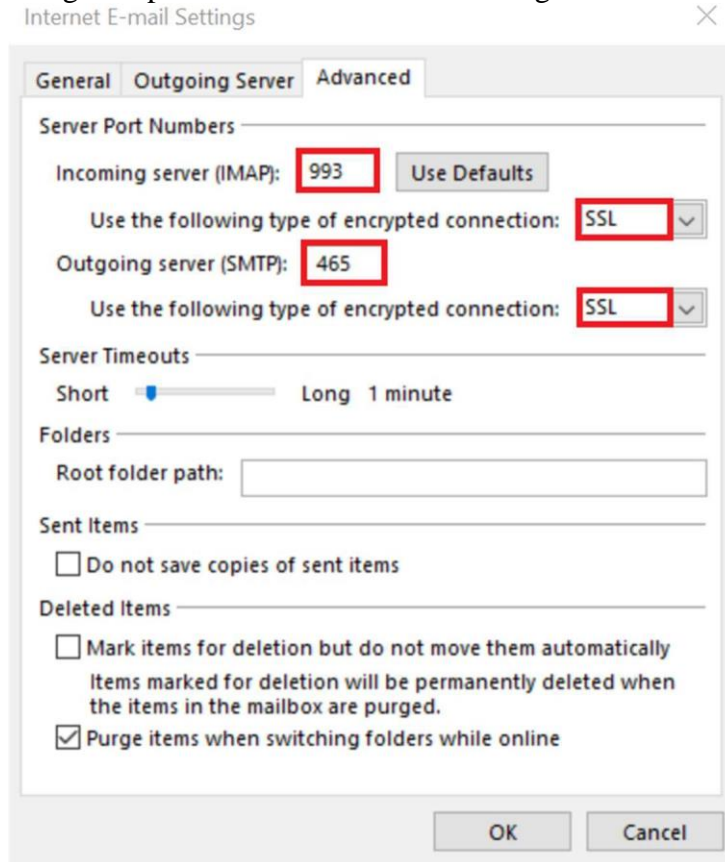 Internet E-mail Settings
General Outgoing Server Advanced
Server Port Numbers
Incoming server (IMAP): 993 Use Defaults
Use the following type of encrypted connection: SSL
Outgoing server (SMTP): 465
Use the following type of encrypted connection: SSL
Server Timeouts
Short Long 1 minute
Folders
Root folder path:
Sent Items
Do not save copies of sent items
Deleted Items
Mark items for deletion but do not move them automatically
Items marked for deletion will be permanently deleted when
the items in the mailbox are purged.
Purge items when switching folders while online
OK Cancel